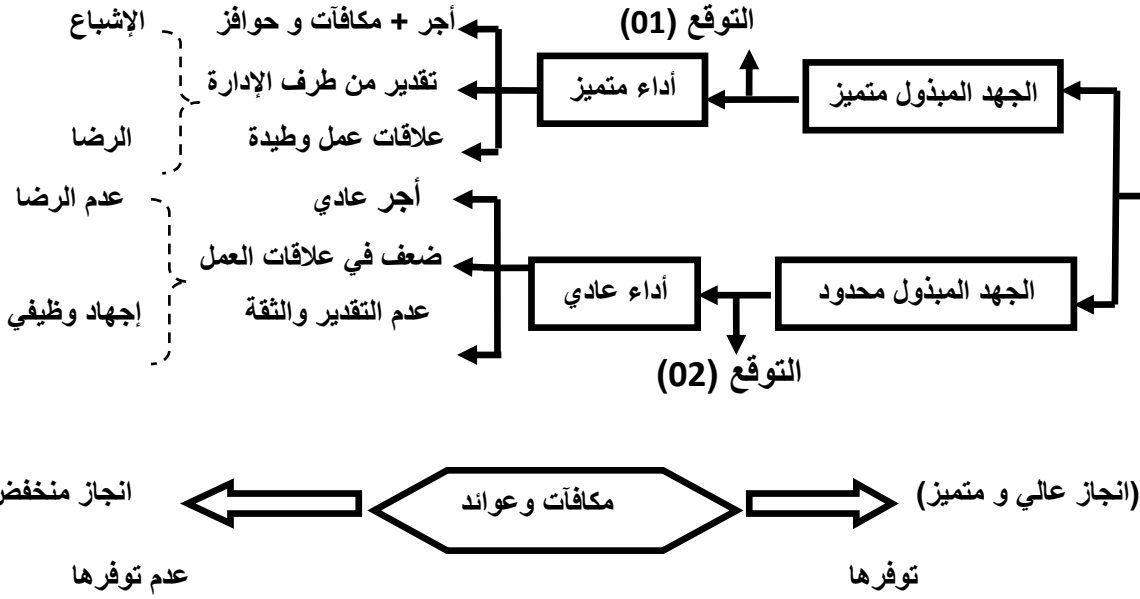 التوقع (01)
الجهد المبذول متميز
أداء متميز
أجر + مكافآت و حوافز
تقدير من طرف الإدارة
علاقات عمل وطيدة
الإشباع
الرضا
الجهد المبذول محدود
أداء عادي
التوقع (02)
أجر عادي
ضعف في علاقات العمل
عدم التقدير والثقة
عدم الرضا
إجهاد وظيفي
(انجاز عالي و متميز)
مكافآت وعوائد
انجاز منخفض
توفرها
عدم توفرها